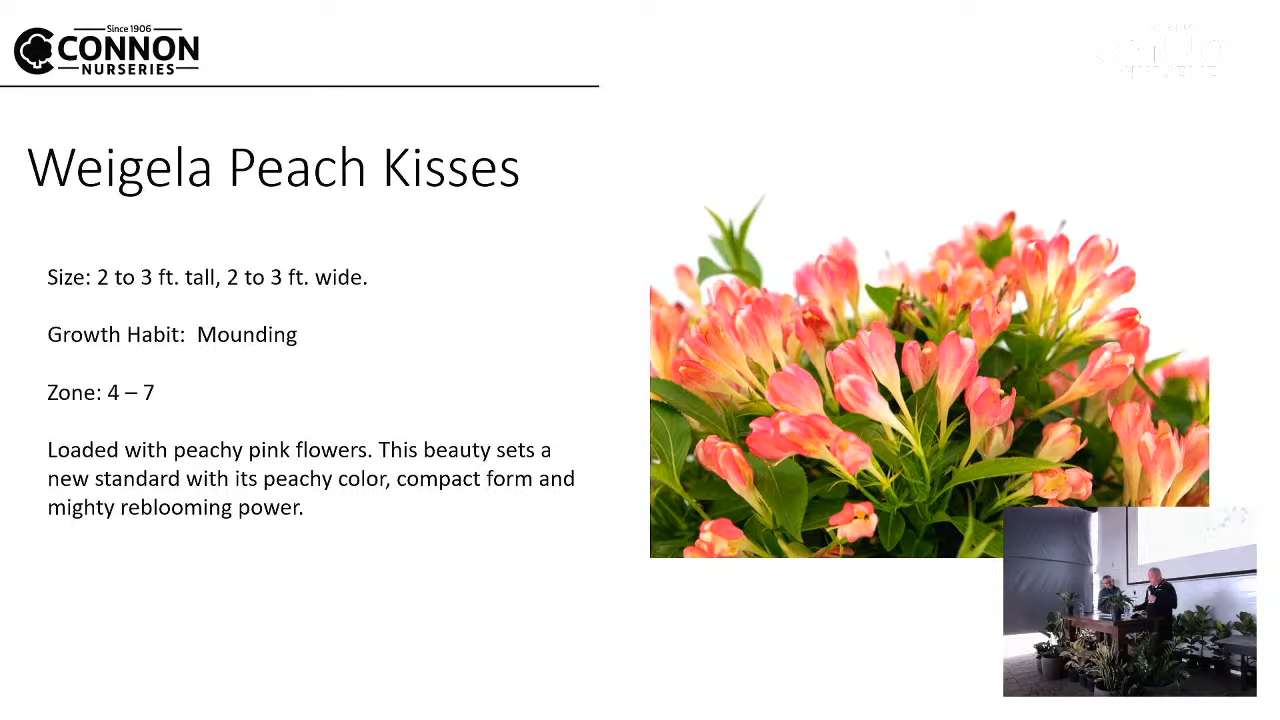 Since 1906
CONNON
NURSERIES
Weigela Peach Kisses
Size: 2 to 3 ft. tall, 2 to 3 ft. wide.
Growth Habit:  Mounding
Zone: 4 – 7
Loaded with peachy pink flowers. This beauty sets a
new standard with its peachy color, compact form and
mighty reblooming power.